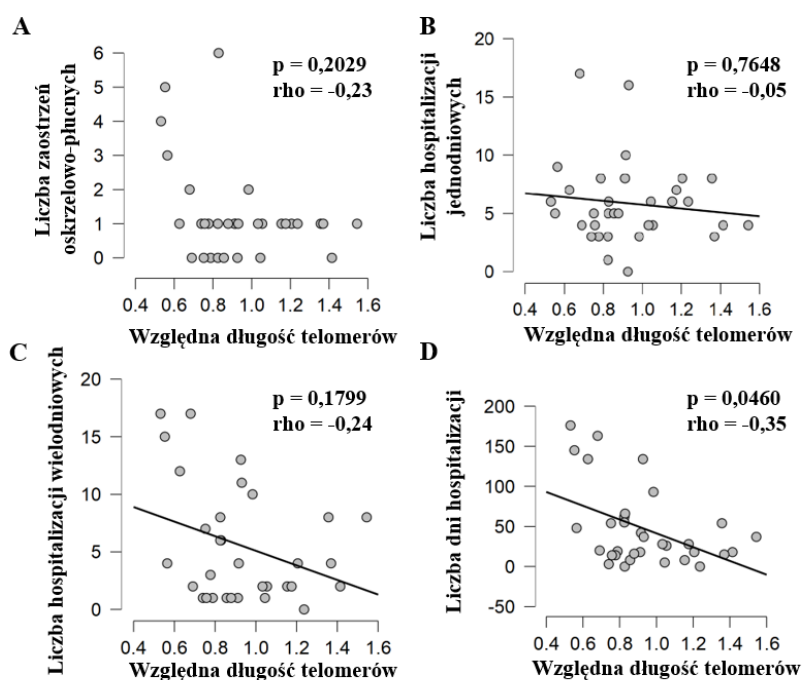 A
p = 0,2029
rho = -0,23
Liczba zaostrzeń
oskrzelowo-płucnych
6
5
4
3
2
1
0
0.4 0.6 0.8 1.0 1.2 1.4 1.6
Względna długość telomerów
B
p = 0,7648
rho = -0,05
Liczba hospitalizacji
jednodniowych
20
15
10
5
0
0.4 0.6 0.8 1.0 1.2 1.4 1.6
Względna długość telomerów
C
p = 0,1799
rho = -0,24
Liczba hospitalizacji wielodniowych
20
15
10
5
0
0.4 0.6 0.8 1.0 1.2 1.4 1.6
Względna długość telomerów
D
p = 0,0460
rho = -0,35
Liczba dni hospitalizacji
200
150
100
50
0
-50
0.4 0.6 0.8 1.0 1.2 1.4 1.6
Względna długość telomerów